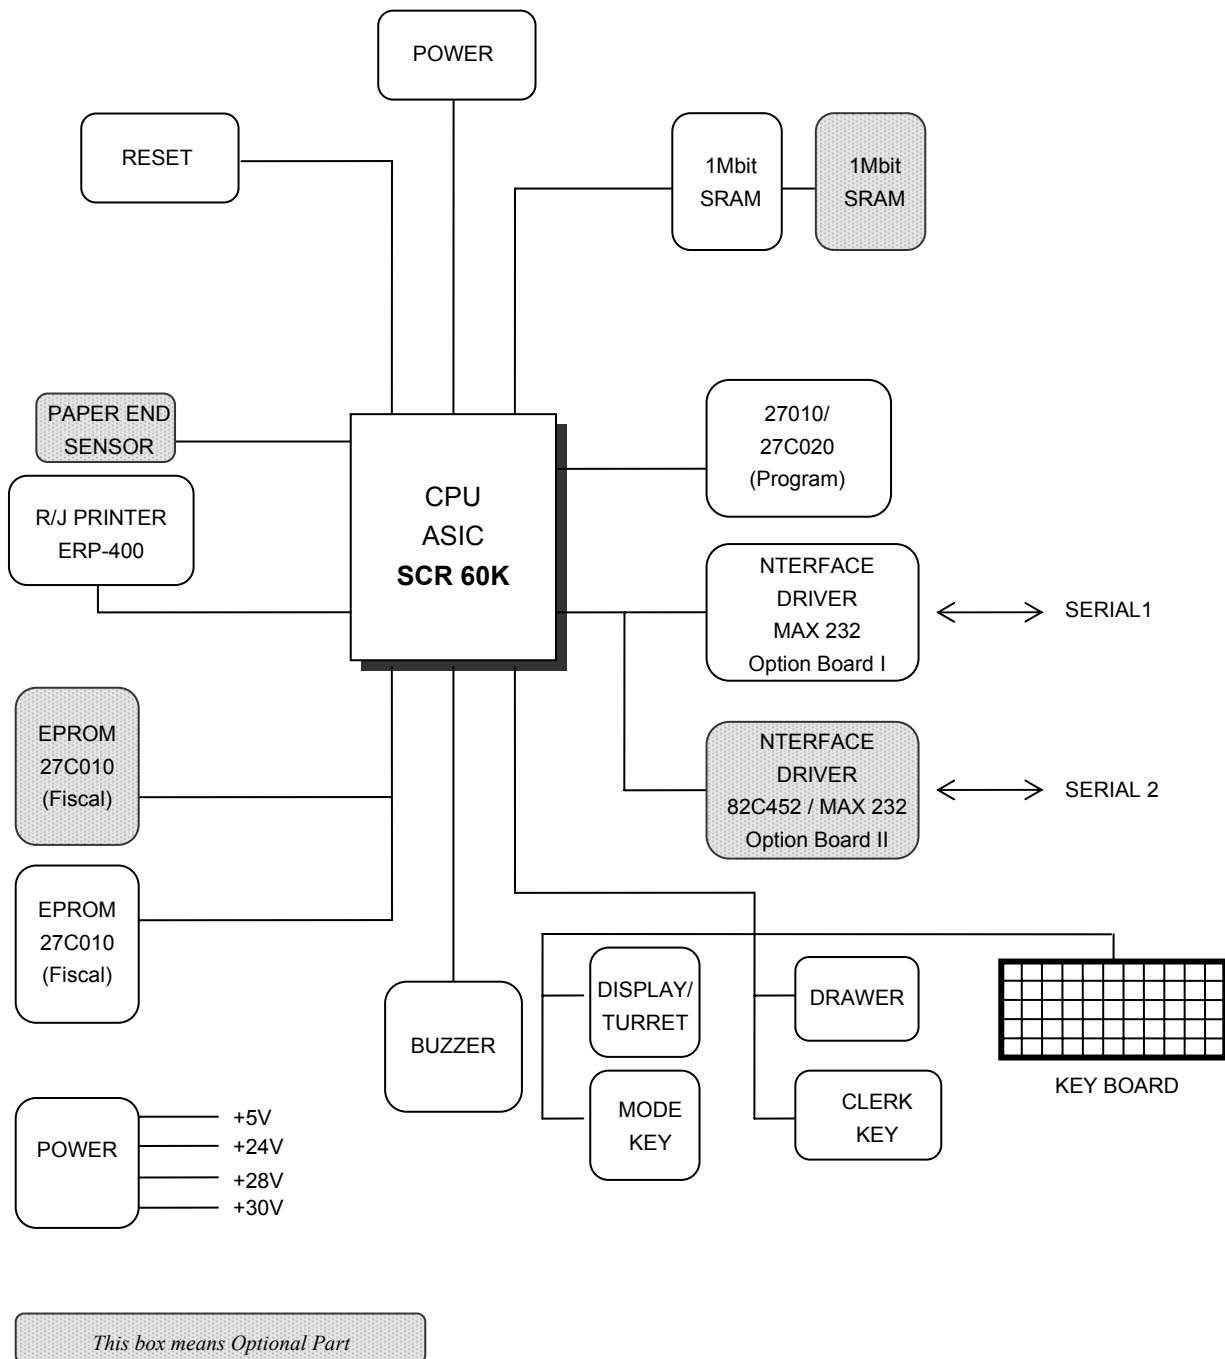 POWER
RESET
1Mbit
SRAM
1Mbit
SRAM
PAPER END
SENSOR
R/J PRINTER
ERP-400
CPU
ASIC
SCR 60K
27010/
27C020
(Program)
NTERFACE
DRIVER
MAX 232
Option Board I
SERIAL1
NTERFACE
DRIVER
82C452 / MAX 232
Option Board II
SERIAL 2
EPROM
27C010
(Fiscal)
EPROM
27C010
(Fiscal)
BUZZER
DISPLAY/
TURRET
DRAWER
MODE
KEY
CLERK
KEY
KEY BOARD
POWER
+5V
+24V
+28V
+30V
This box means Optional Part